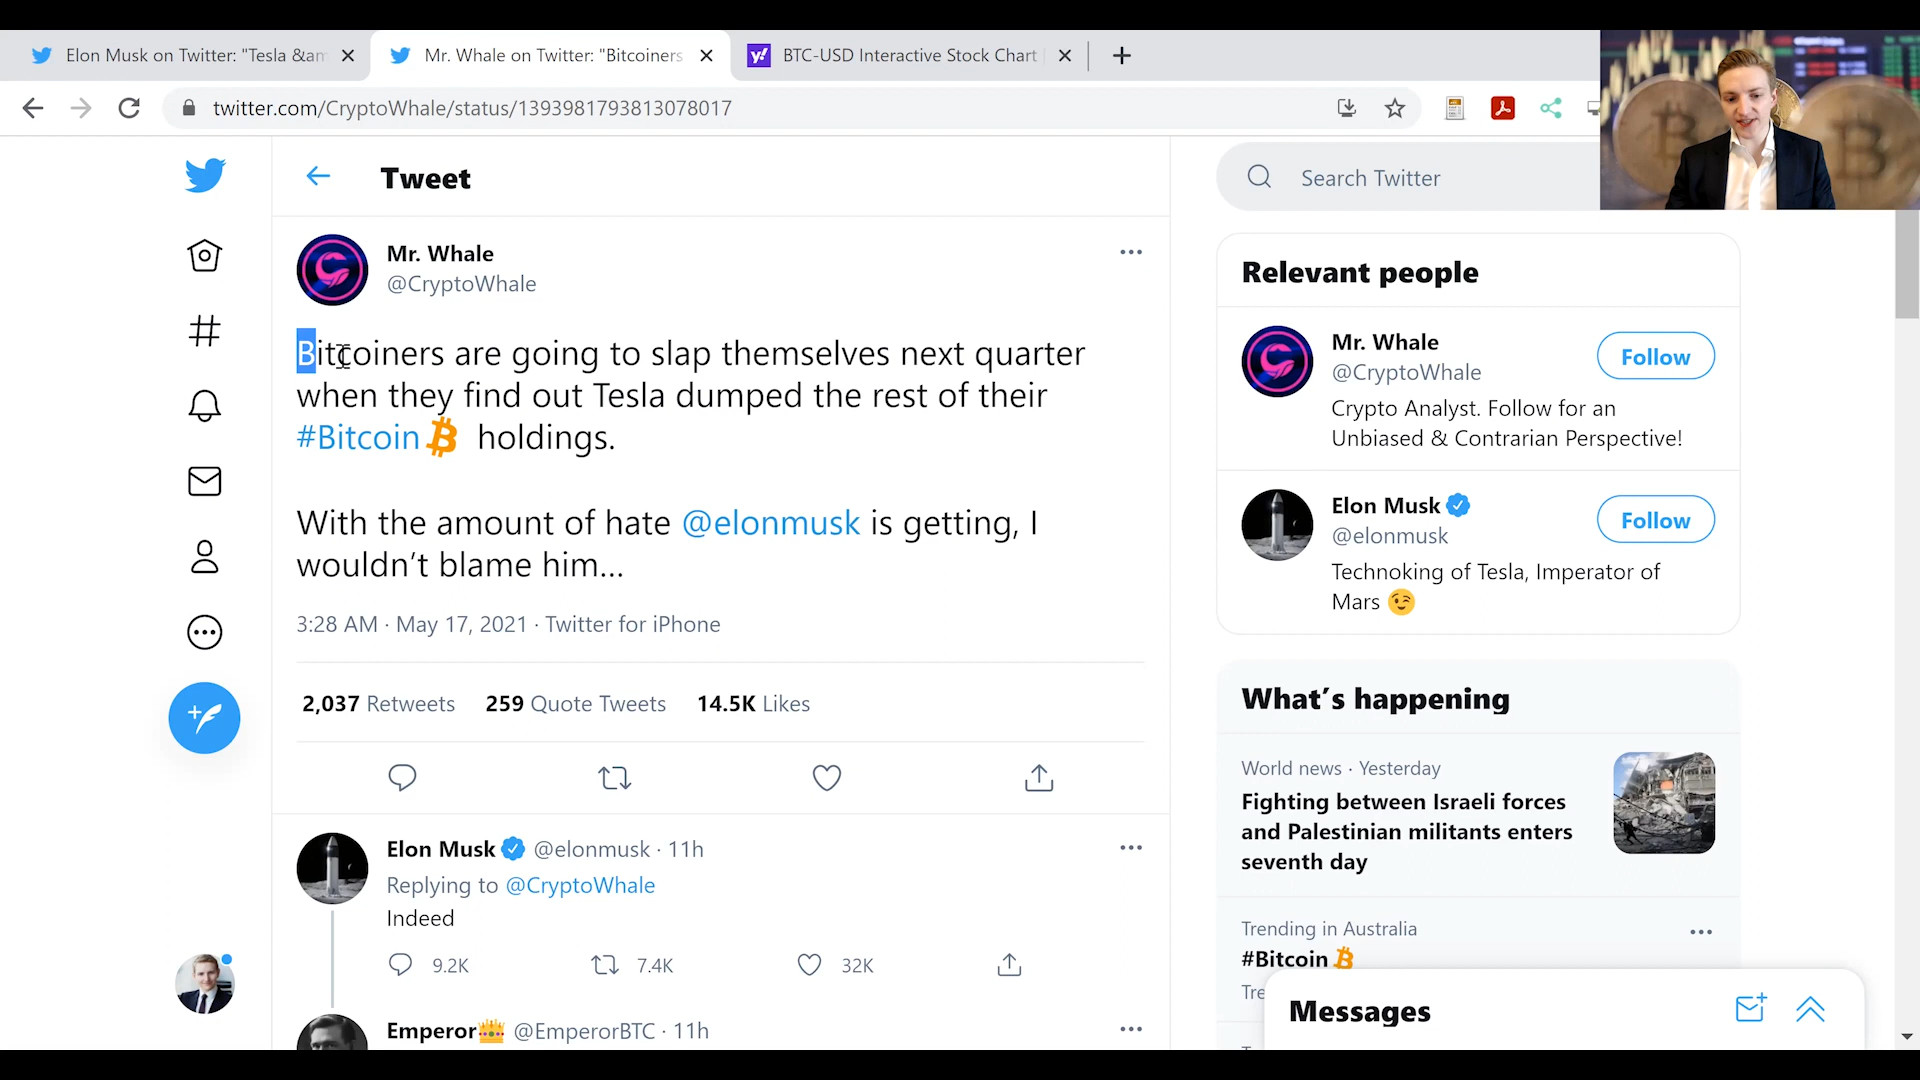 Elon Musk on Twitter: "Tesla &am
Mr. Whale on Twitter: "Bitcoiners
BTC-USD Interactive Stock Chart
twitter.com/CryptoWhale/status/1393981793813078017
Tweet
Search Twitter
Mr. Whale
@CryptoWhale
Bitcoiners are going to slap themselves next quarter
when they find out Tesla dumped the rest of their
#Bitcoin holdings.
With the amount of hate @elonmusk is getting, I
wouldn’t blame him...
3:28 AM · May 17, 2021 · Twitter for iPhone
2,037 Retweets 259 Quote Tweets 14.5K Likes
Elon Musk @elonmusk · 11h
Replying to @CryptoWhale
Indeed
9.2K 7.4K 32K
Emperor @EmperorBTC · 11h
Relevant people
Mr. Whale
@CryptoWhale
Follow
Crypto Analyst. Follow for an
Unbiased & Contrarian Perspective!
Elon Musk
@elonmusk
Follow
Technoking of Tesla, Imperator of
Mars
What’s happening
World news · Yesterday
Fighting between Israeli forces
and Palestinian militants enters
seventh day
Trending in Australia
#Bitcoin
Tre
Messages